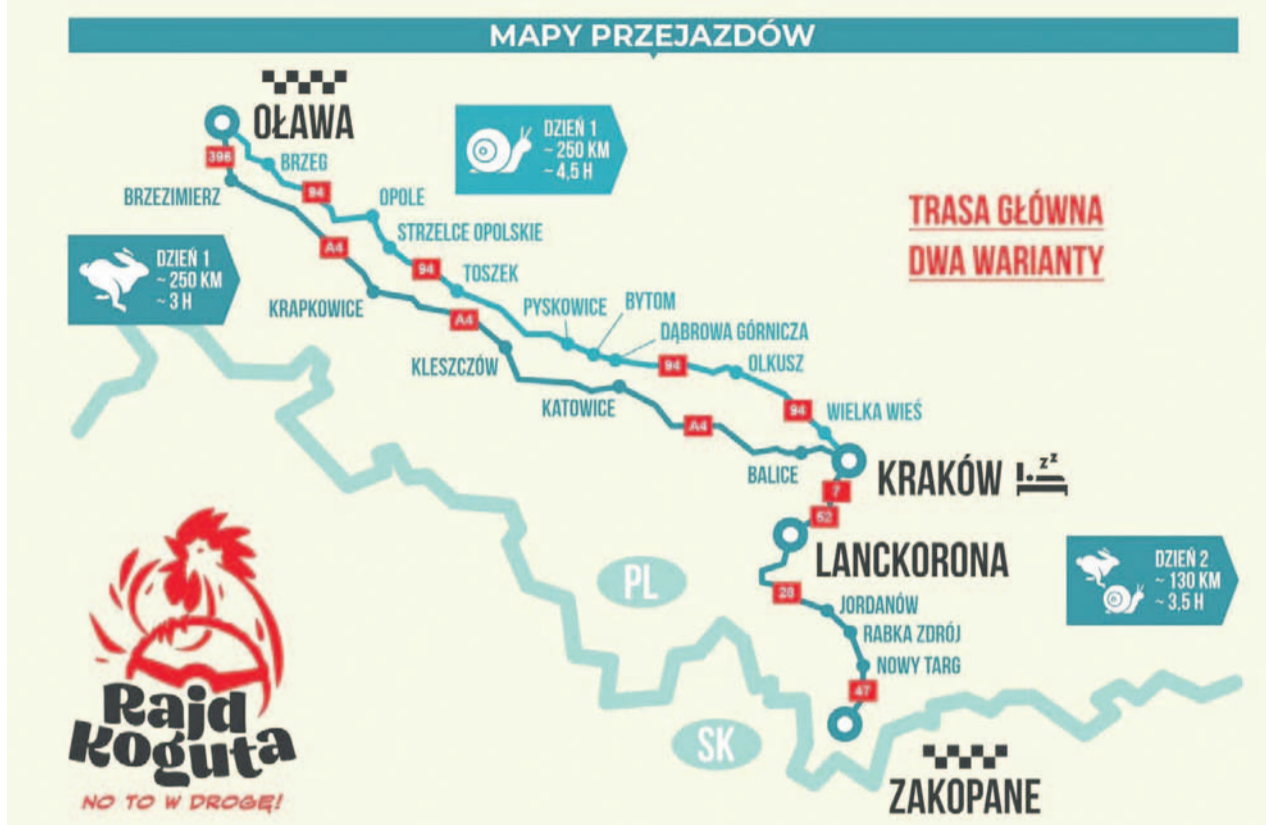 MAPY PRZEJAZDÓW
OŁAWA
396
BRZEG
BRZEZIMIERZ
94
OPOLE
DZIEŃ 1
~ 250 KM
~ 4,5 H
TRASA GŁÓWNA
DWA WARIANTY
DZIEŃ 1
~ 250 KM
~ 3 H
A4
STRZELCE OPOLSKIE
94
TOSZEK
KRAPKOWICE
A4
PYSKOWICE
BYTOM
DĄBROWA GÓRNICZA
KLESZCZÓW
94
OLKUSZ
KATOWICE
94
WIELKA WIEŚ
A4
BALICE
KRAKÓW
zz
7
52
LANCKORONA
DZIEŃ 2
~ 130 KM
~ 3,5 H
PL
28
JORDANÓW
RABKA ZDRÓJ
NOWY TARG
47
SK
ZAKOPANE
Rajd
Koguta
NO TO W DROGĘ!